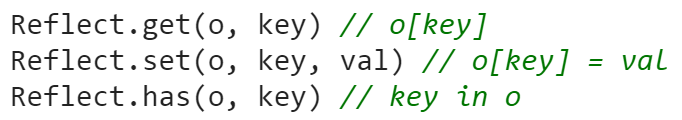 Reflect.get(o, key) // o[key]
Reflect.set(o, key, val) // o[key] = val
Reflect.has(o, key) // key in o